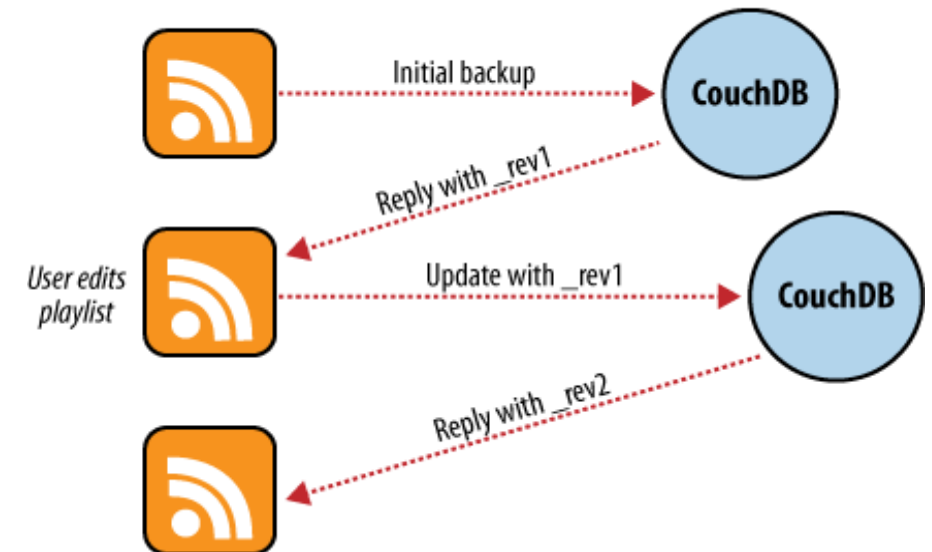 Initial backup
CouchDB
Reply with _rev1
User edits
playlist
Update with _rev1
CouchDB
Reply with _rev2